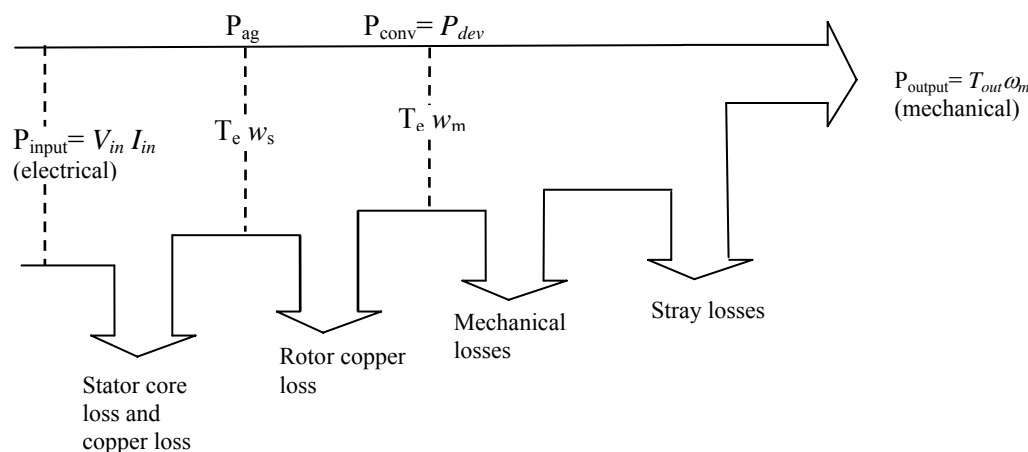 P_ag
P_conv= P_dev
P_output= T_out ω_m
(mechanical)
P_input= V_in I_in
(electrical)
T_e w_s
T_e w_m
Stator core
loss and
copper loss
Rotor copper
loss
Mechanical
losses
Stray losses